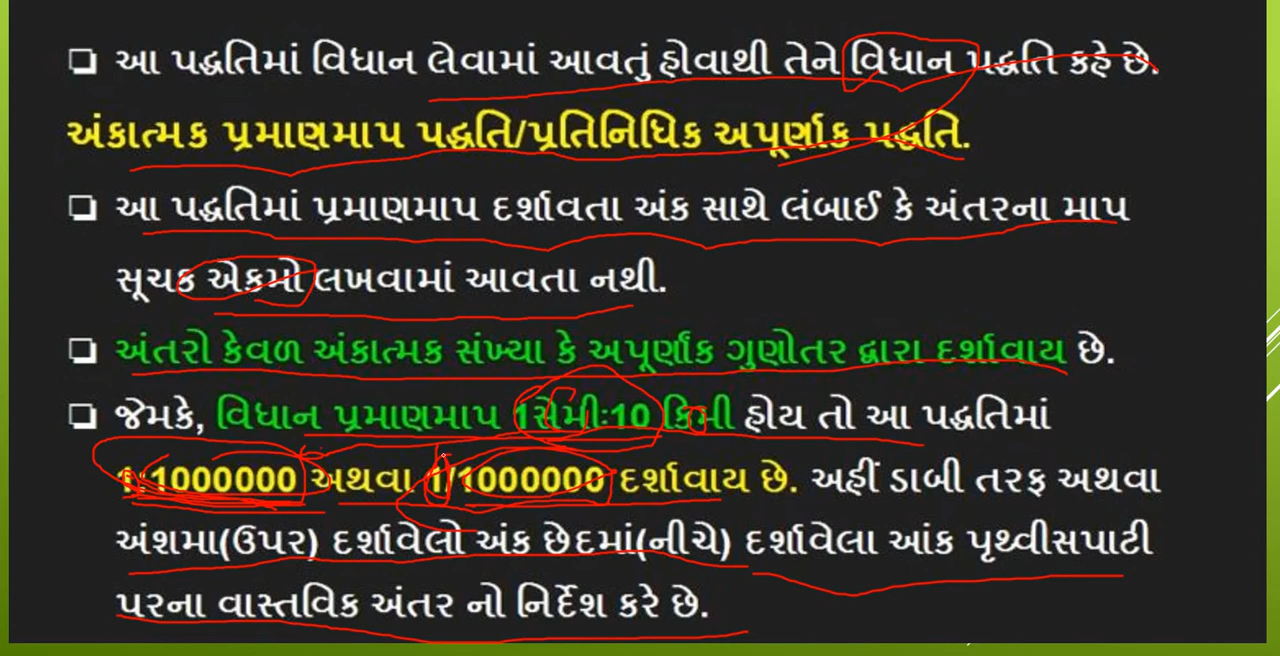 ❑ આ પદ્ધતિમાં વિધાન લેવામાં આવતું હોવાથી તેને વિધાન પદ્ધતિ કહે છે.
અંકાત્મક પ્રમાણમાપ પદ્ધતિ/પ્રતિનિધિક અપૂર્ણાક પદ્ધતિ.
❑ આ પદ્ધતિમાં પ્રમાણમાપ દર્શાવતા અંક સાથે લંબાઈ કે અંતરના માપ
સૂચક એકમો લખવામાં આવતા નથી.
❑ અંતરો કેવળ અંકાત્મક સંખ્યા કે અપૂર્ણાંક ગુણોતર દ્વારા દર્શાવાય છે.
❑ જેમકે, વિધાન પ્રમાણમાપ 1સેમીઃ10 કિમી હોય તો આ પદ્ધતિમાં
1:1000000 અથવા 1/1000000 દર્શાવાય છે. અહીં ડાબી તરફ અથવા
અંશમા(ઉપર) દર્શાવેલો અંક છેદમાં(નીચે) દર્શાવેલા આંક પૃથ્વીસપાટી
પરના વાસ્તવિક અંતર નો નિર્દેશ કરે છે.